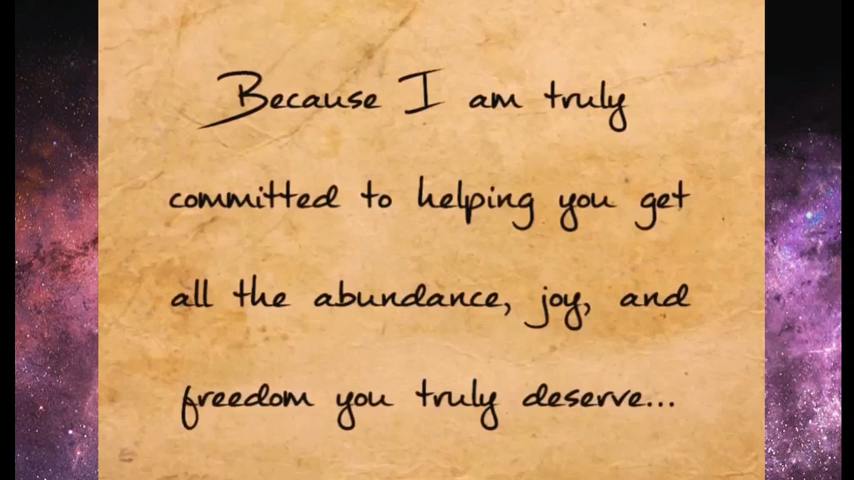 Because I am truly
committed to helping you get
all the abundance, joy, and
freedom you truly deserve...